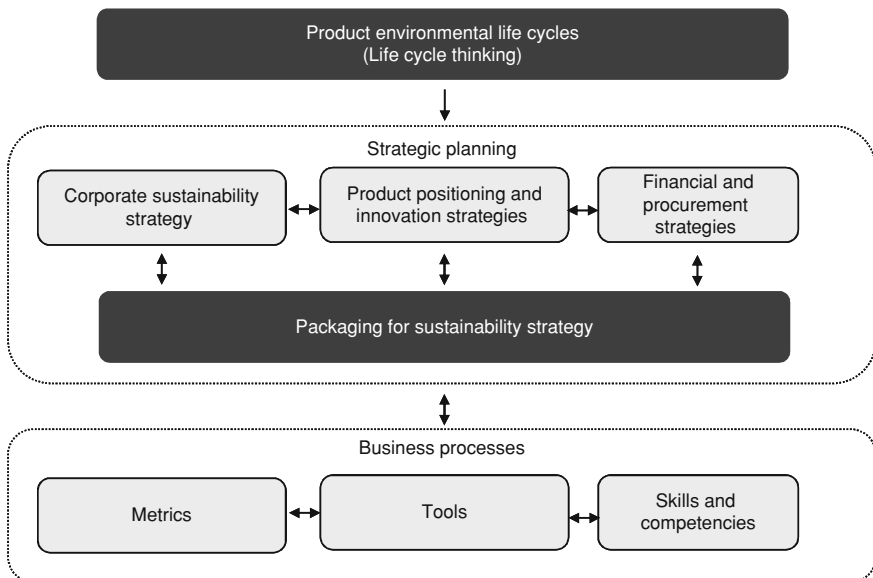 Product environmental life cycles
(Life cycle thinking)
Strategic planning
Corporate sustainability
strategy
Product positioning and
innovation strategies
Financial and
procurement
strategies
Packaging for sustainability strategy
Business processes
Metrics
Tools
Skills and
competencies